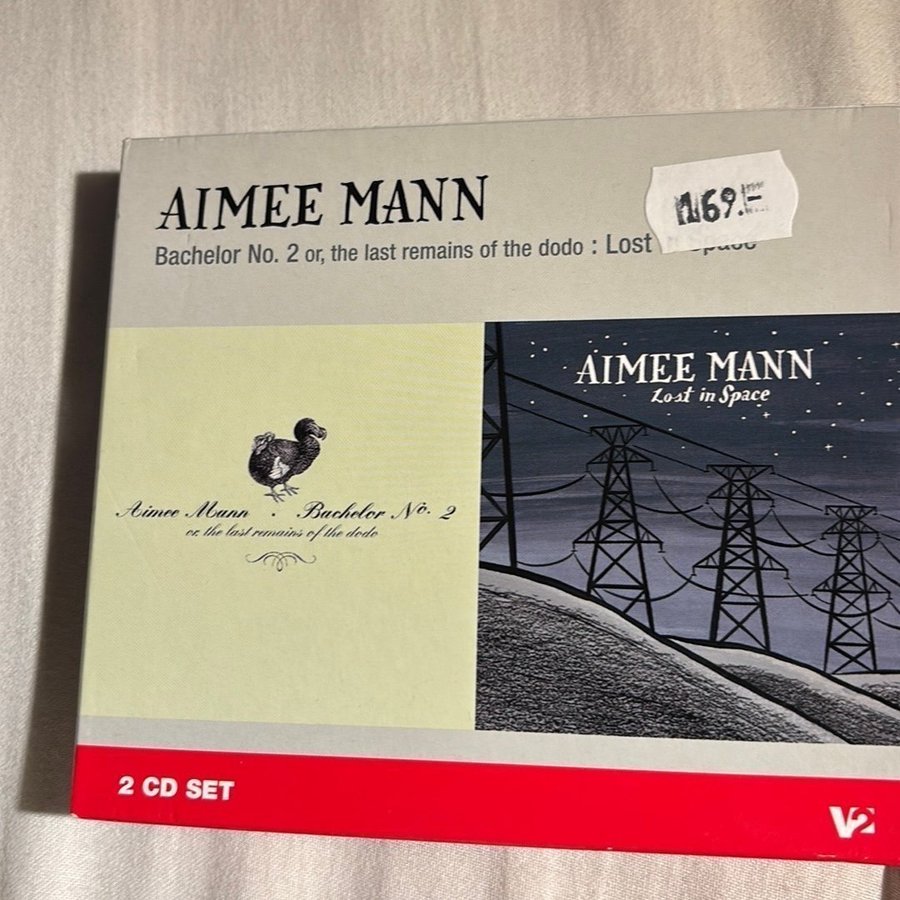 AIMEE MANN
169.-
Bachelor No. 2 or, the last remains of the dodo : Lost Space
AIMEE MANN
Lost in Space
Aimee Mann · Bachelor No. 2
or, the last remains of the dodo
2 CD SET
V2